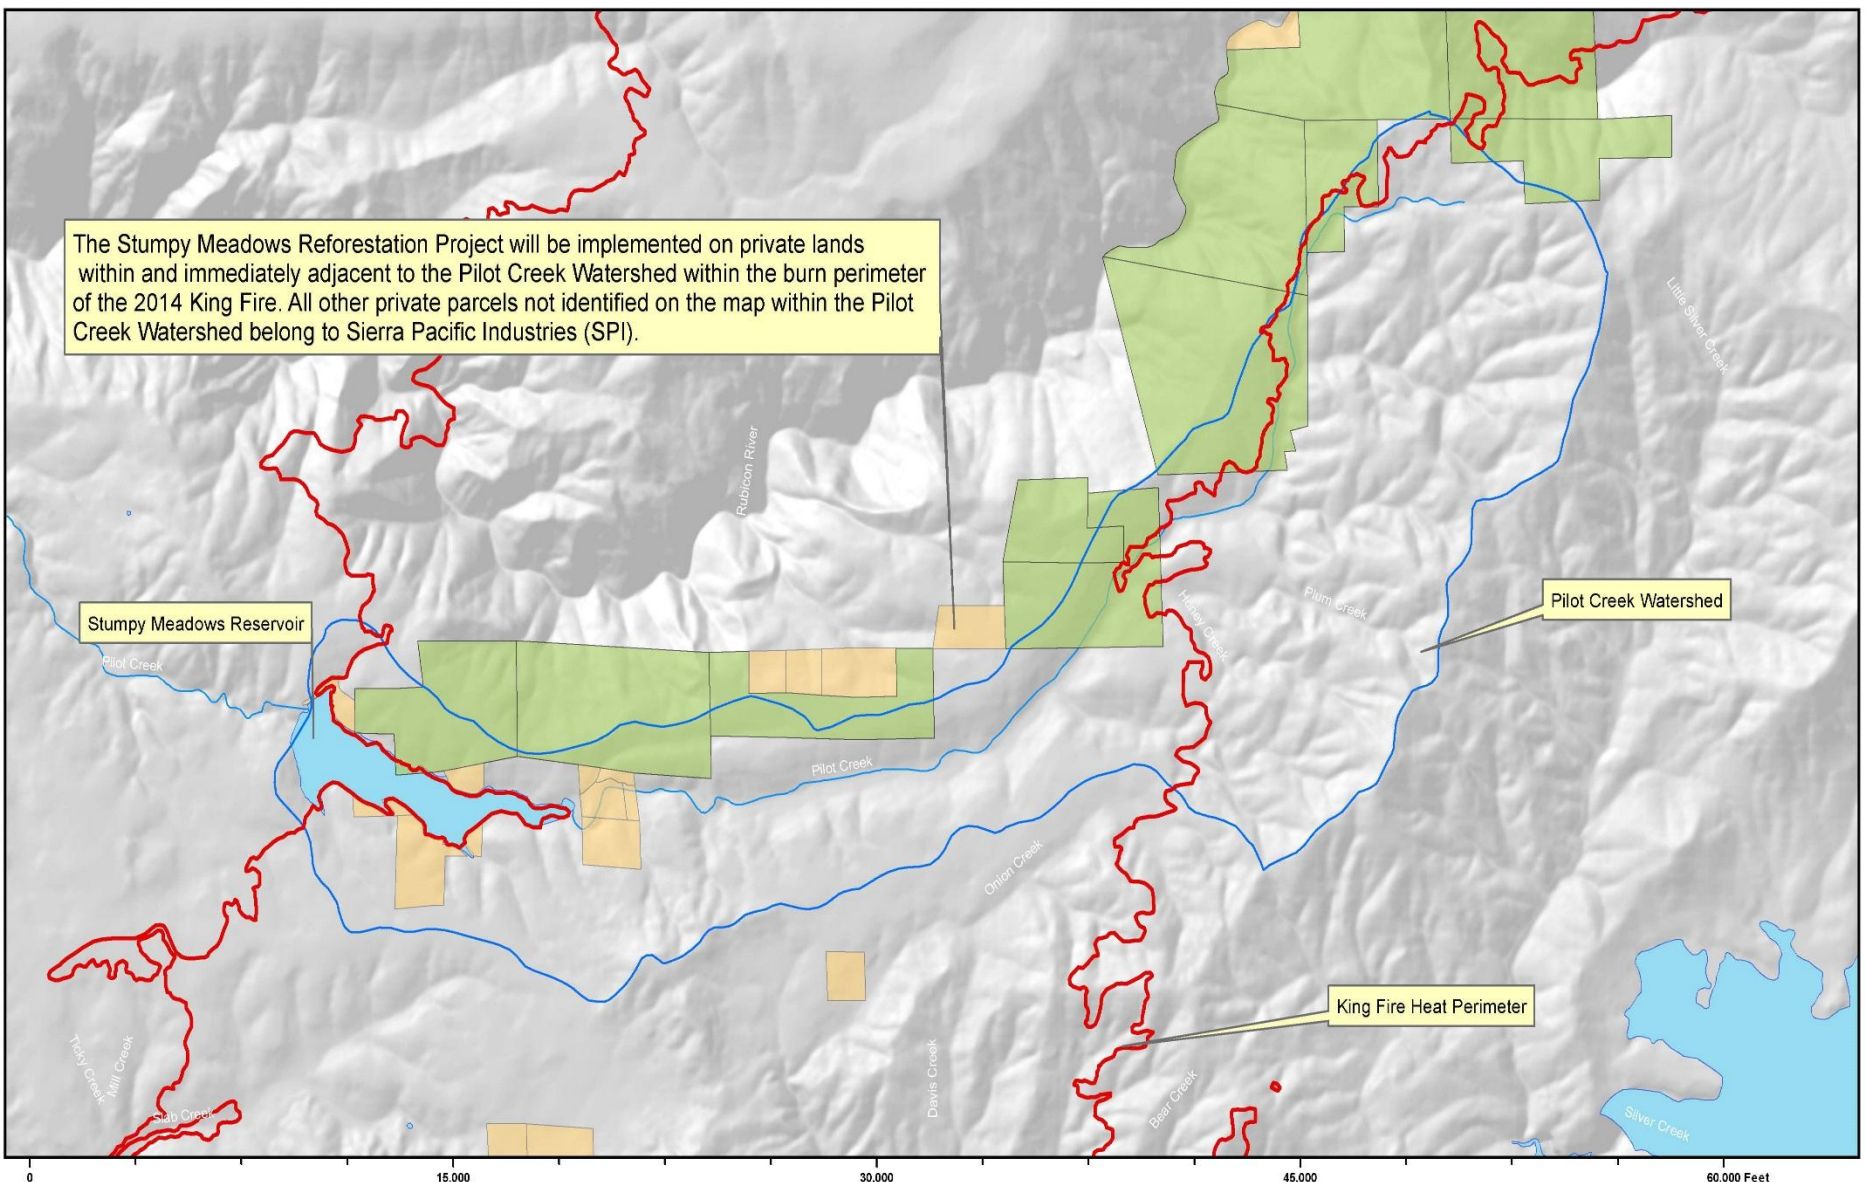 The Stumpy Meadows Reforestation Project will be implemented on private lands
within and immediately adjacent to the Pilot Creek Watershed within the burn perimeter
of the 2014 King Fire. All other private parcels not identified on the map within the Pilot
Creek Watershed belong to Sierra Pacific Industries (SPI).
Little Silver Creek
Rubicon River
Stumpy Meadows Reservoir
Pilot Creek
Honey Creek
Plum Creek
Pilot Creek Watershed
Pilot Creek
Onion Creek
King Fire Heat Perimeter
Ticky Creek
Mill Creek
Slab Creek
Davis Creek
Bear Creek
Silver Creek
0 15.000 30.000 45.000 60.000 Feet